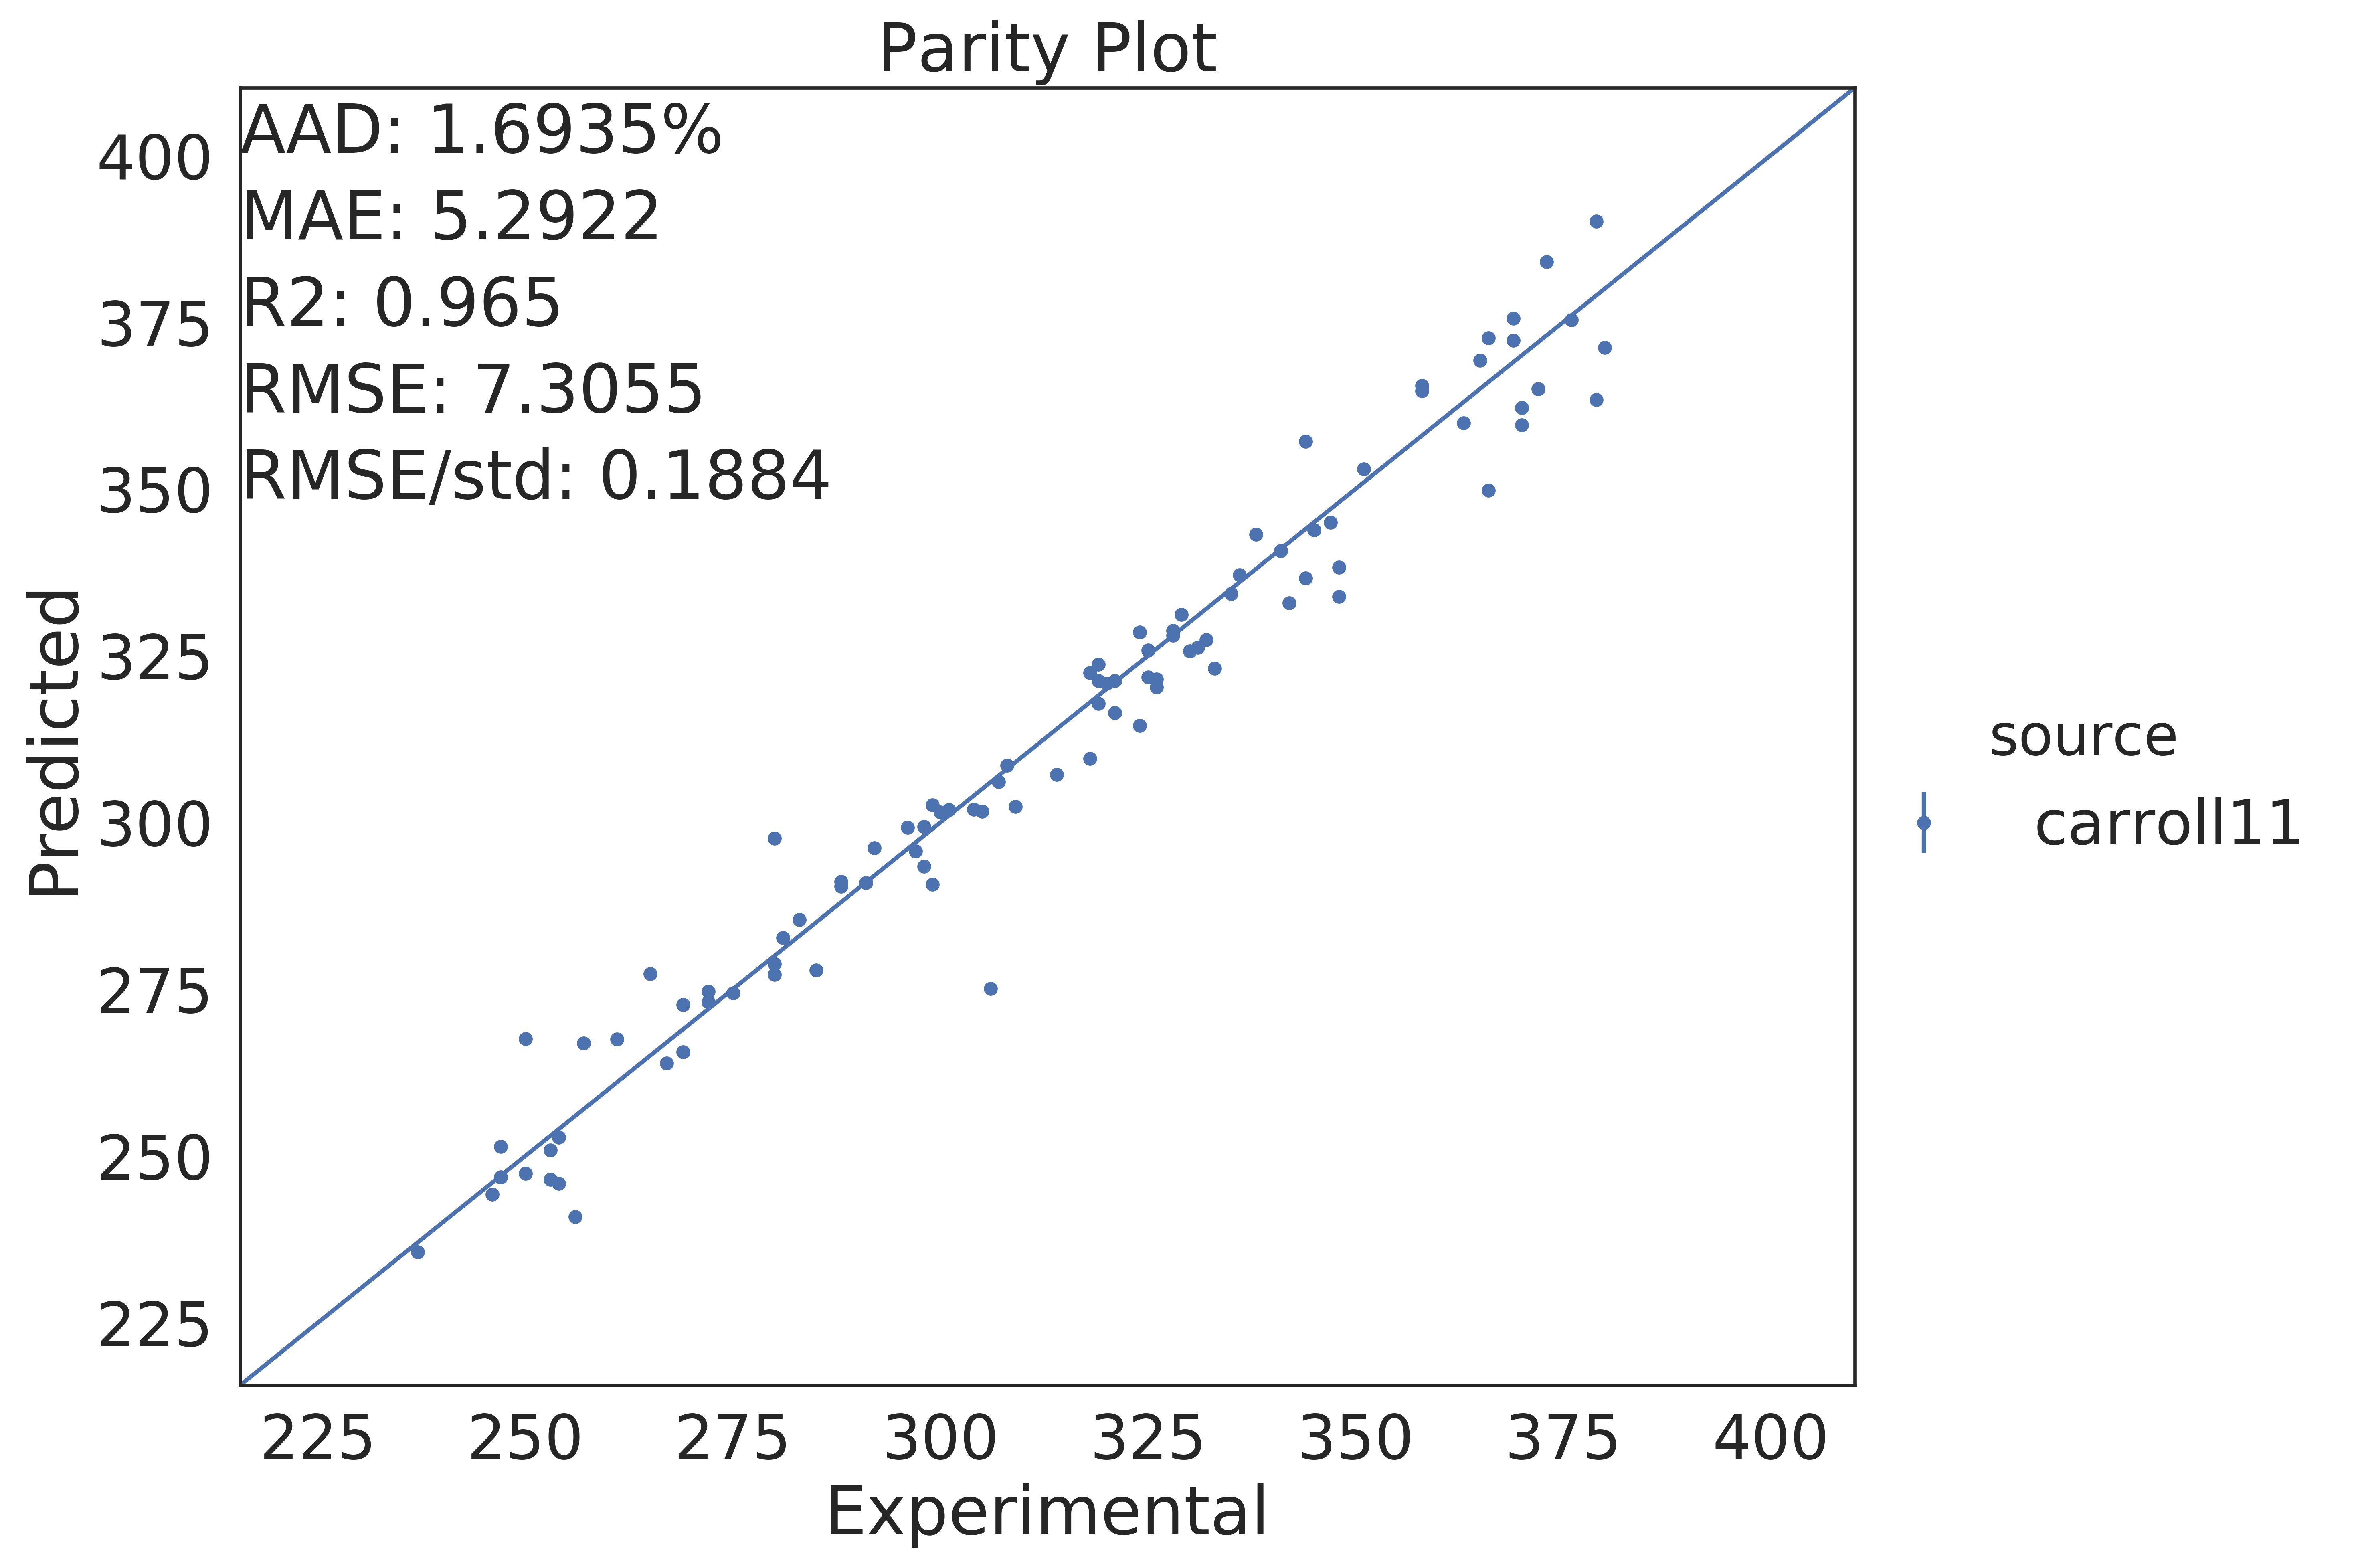 Parity Plot
AAD: 1.6935%
MAE: 5.2922
R2: 0.965
RMSE: 7.3055
RMSE/std: 0.1884
400
375
350
325
300
275
250
225
Predicted
225 250 275 300 325 350 375 400
Experimental
source
carroll11